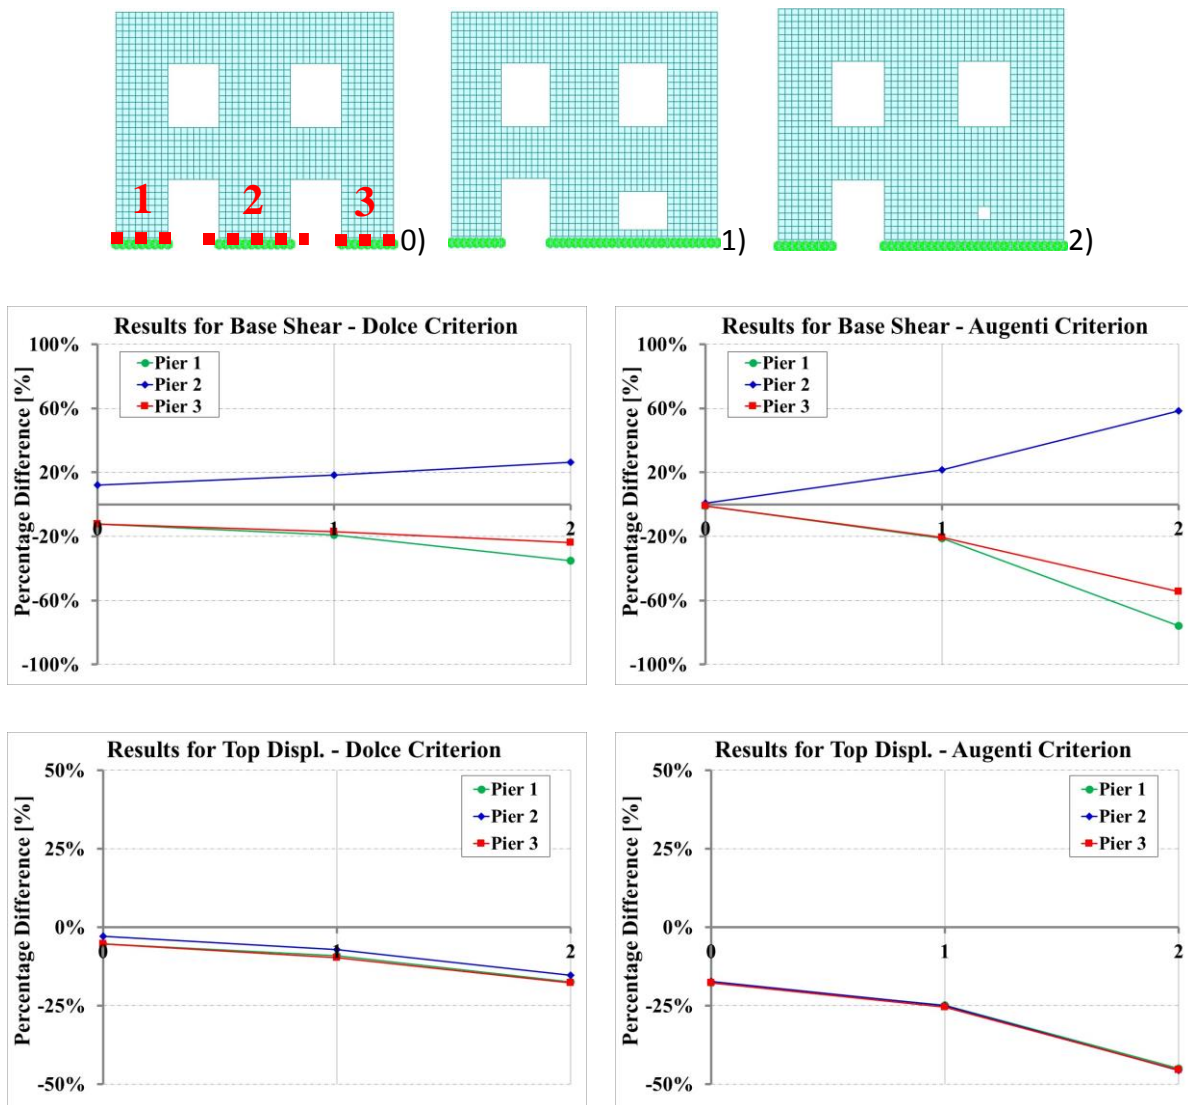 1 2 3 0) 1) 2)
Results for Base Shear - Dolce Criterion
Percentage Difference [%]
100%
60%
20%
-20%
-60%
-100%
Pier 1
Pier 2
Pier 3
0 1 2
Results for Base Shear - Augenti Criterion
Percentage Difference [%]
100%
60%
20%
-20%
-60%
-100%
Pier 1
Pier 2
Pier 3
0 1 2
Results for Top Displ. - Dolce Criterion
Percentage Difference [%]
50%
25%
0%
-25%
-50%
Pier 1
Pier 2
Pier 3
0 1 2
Results for Top Displ. - Augenti Criterion
Percentage Difference [%]
50%
25%
0%
-25%
-50%
Pier 1
Pier 2
Pier 3
0 1 2